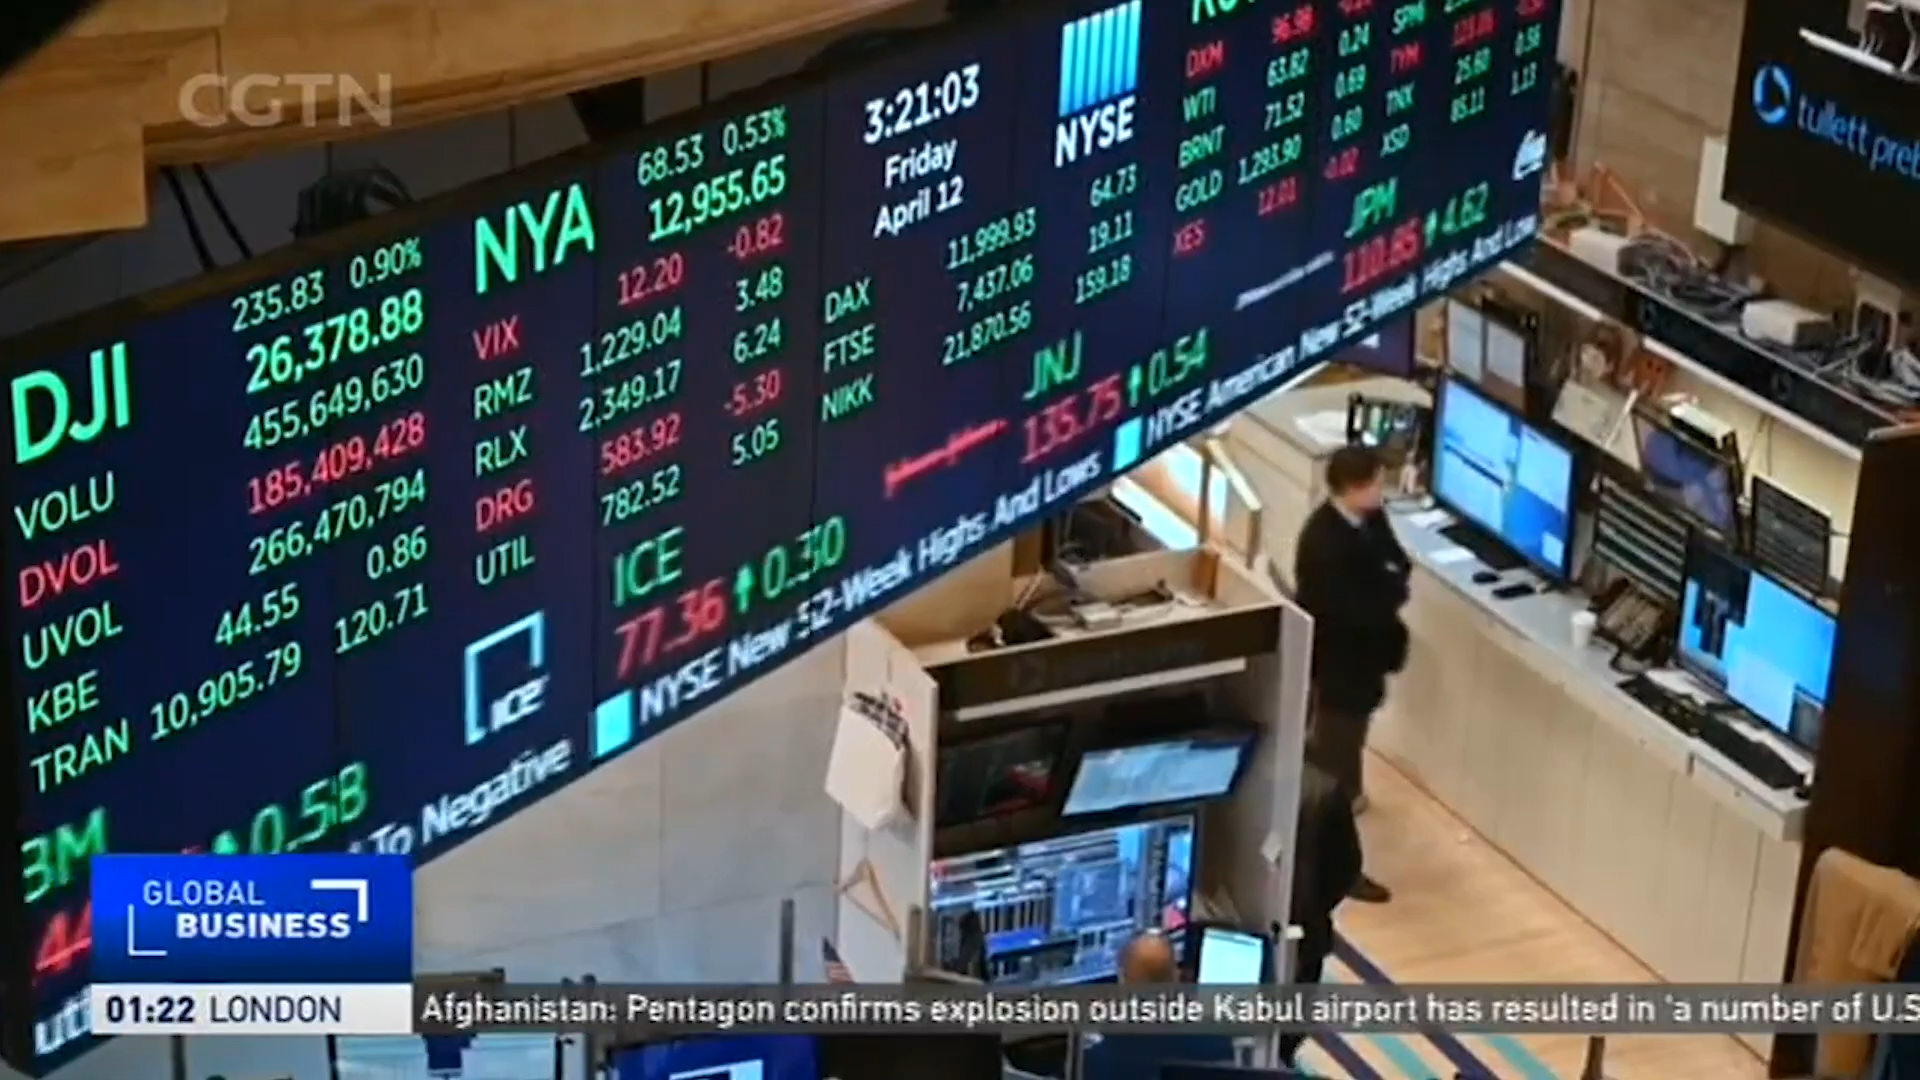 CGTN
DJI
235.83 0.90%
26,378.88
455,649,630
VOLU
185,409,428
DVOL
266,470,794
UVOL
0.86
KBE 44.55
120.71
TRAN 10,905.79
3M
0.58
NYA
68.53 0.53%
12,955.65
VIX 12.20 -0.82
RMZ 1,229.04 3.48
RLX 2,349.17 6.24
DRG 583.92 -5.30
UTIL 782.52 5.05
ICE
77.36 0.30
ice
3:21:03
Friday
April 12
DAX 11,999.93 64.73
FTSE 7,437.06 19.11
NIKK 21,870.56 159.18
JNJ
135.75 0.54
NYSE
DXM 96.98
WTI 63.82 0.24
BRNT 71.52 0.69
GOLD 1,293.90 0.60
XES 12.01 -0.02
SPMI
TYM
TNX 25.60 0.58
XSD 85.11 1.13
JPM
110.85 4.62
To Negative
NYSE New 52-Week Highs And Lows
NYSE American New 52-Week Highs And Low
tullett preb
GLOBAL
BUSINESS
01:22 LONDON
Afghanistan: Pentagon confirms explosion outside Kabul airport has resulted in 'a number of U.S